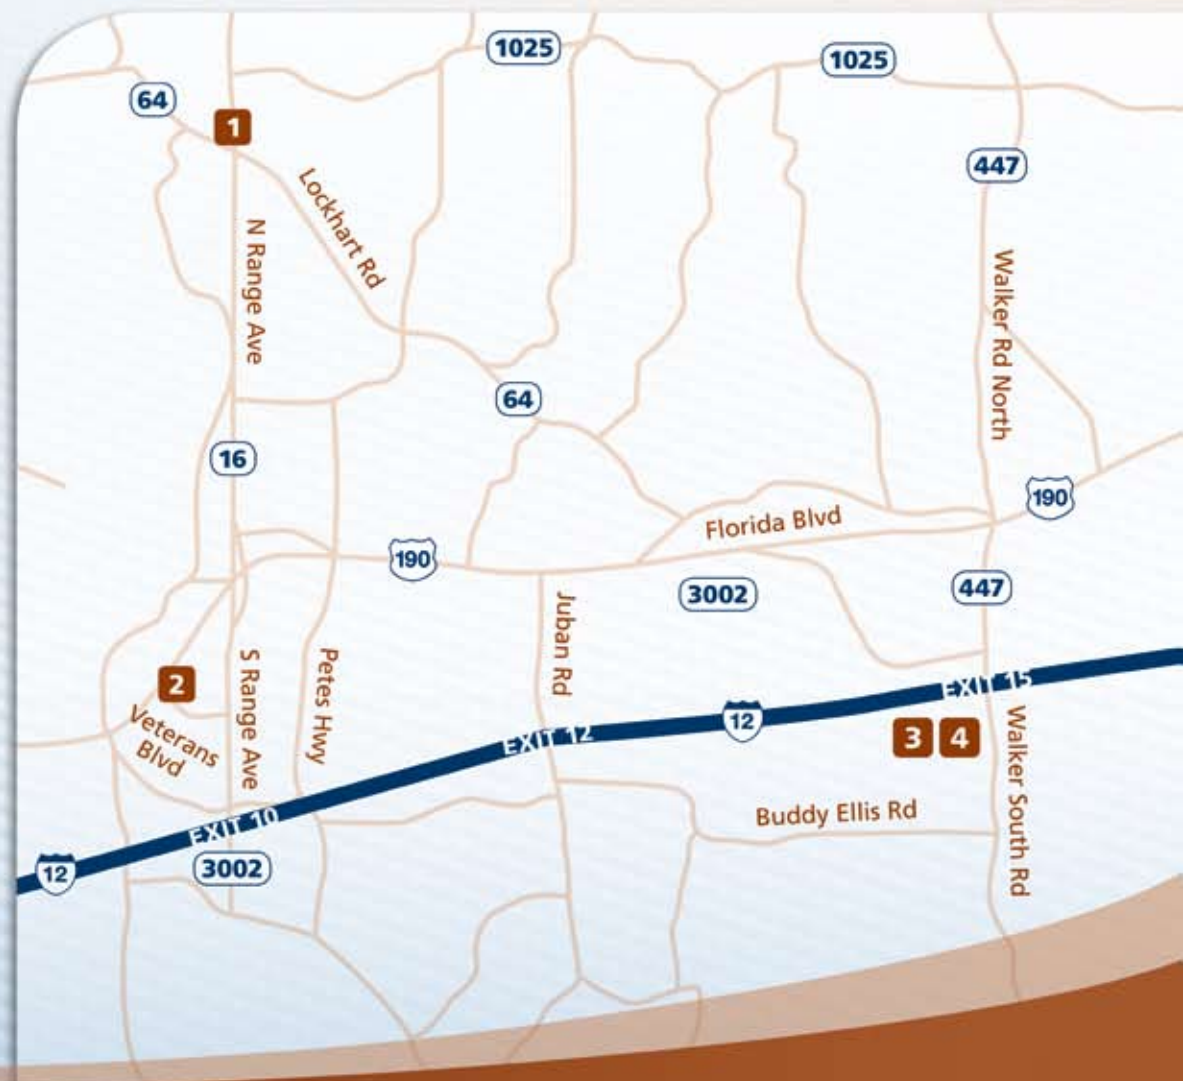 1025
1025
64
1
447
Lockhart Rd
N Range Ave
Walker Rd North
64
16
190
Florida Blvd
190
3002
447
Juban Rd
S Range Ave
Petes Hwy
2
EXIT 15
Veterans
Blvd
12
EXIT 12
3 4
Walker South Rd
Buddy Ellis Rd
EXIT 10
3002
12